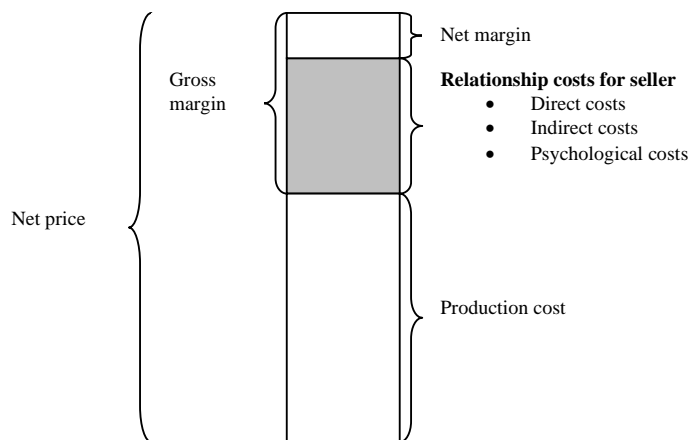 Net margin
Gross
margin
Relationship costs for seller
• Direct costs
• Indirect costs
• Psychological costs
Net price
Production cost